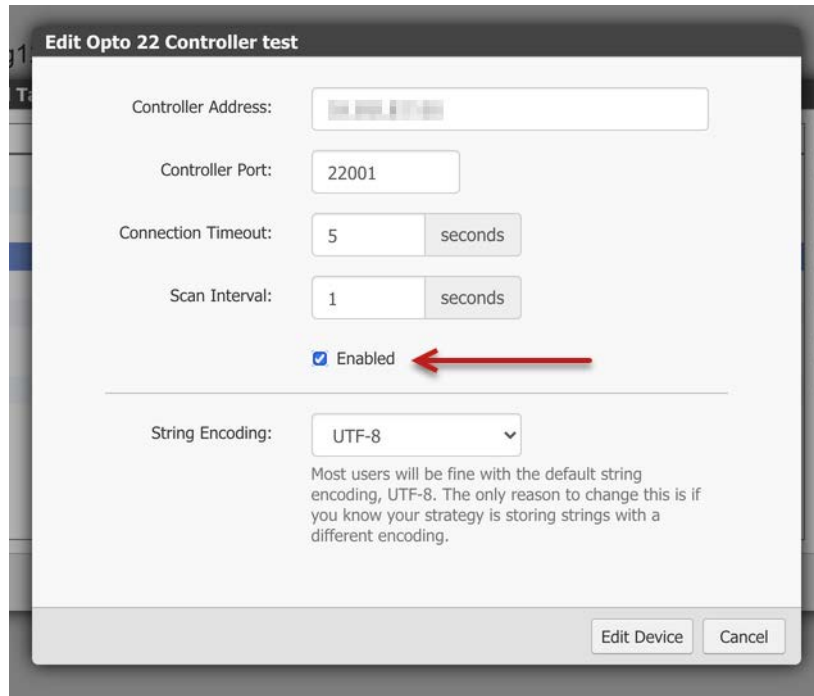 Edit Opto 22 Controller test
Controller Address:
Controller Port:
22001
Connection Timeout:
5
seconds
Scan Interval:
1
seconds
Enabled
String Encoding:
UTF-8
Most users will be fine with the default string
encoding, UTF-8. The only reason to change this is if
you know your strategy is storing strings with a
different encoding.
Edit Device
Cancel